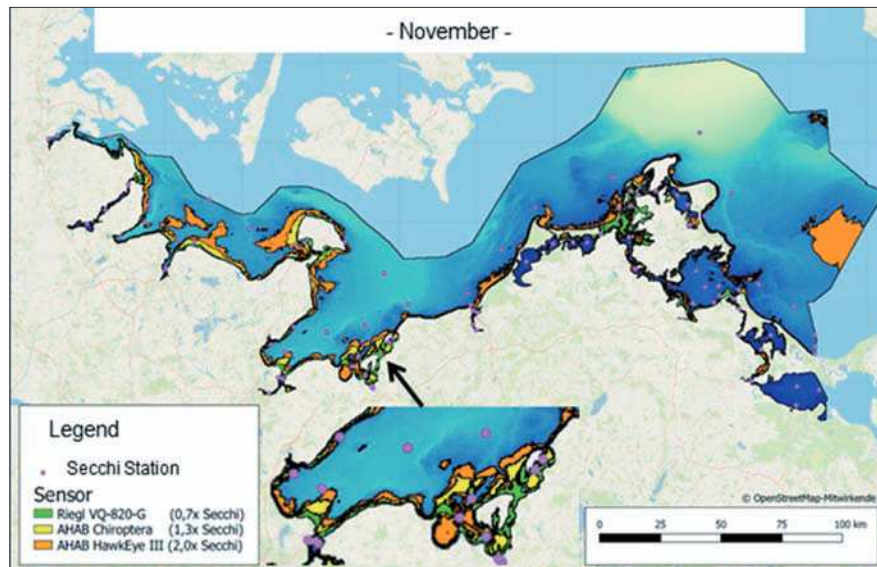 - November -
Legend
Secchi Station
Sensor
Riegl VQ-820-G (0,7x Secchi)
AHAB Chiroptera (1,3x Secchi)
AHAB HawkEye III (2,0x Secchi)
© OpenStreetMap-Mitwirkende
0 25 50 75 100 km